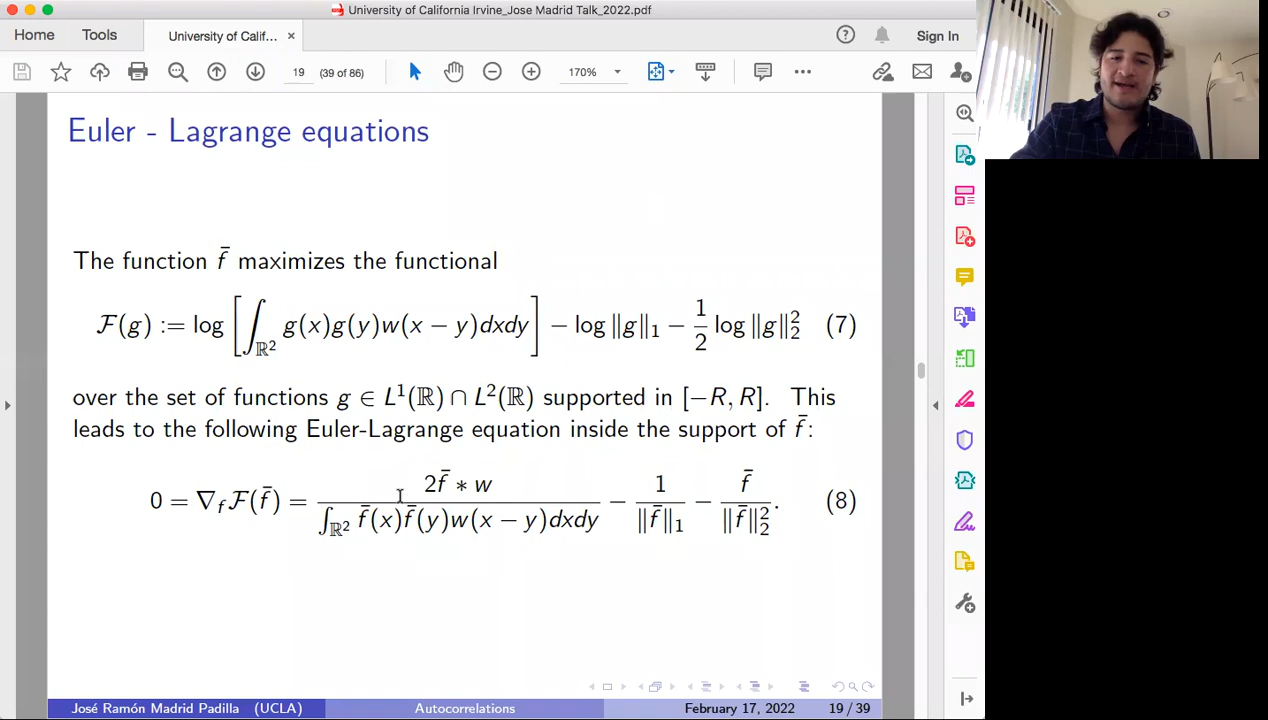 University of California Irvine_Jose Madrid Talk_2022.pdf
Home Tools University of Calif... × Sign In
19 (39 of 86) 170%
Euler - Lagrange equations
The function f̄ maximizes the functional
ℱ(g) := log [ ∫_{ℝ²} g(x)g(y)w(x − y)dxdy ] − log ‖g‖₁ − 1/2 log ‖g‖₂² (7)
over the set of functions g ∈ L¹(ℝ) ∩ L²(ℝ) supported in [−R, R]. This
leads to the following Euler-Lagrange equation inside the support of f̄:
0 = ∇_f ℱ(f̄) = 2f̄ ∗ w / ∫_{ℝ²} f̄(x)f̄(y)w(x − y)dxdy − 1/‖f̄‖₁ − f̄/‖f̄‖₂². (8)
José Ramón Madrid Padilla (UCLA) Autocorrelations February 17, 2022 19 / 39